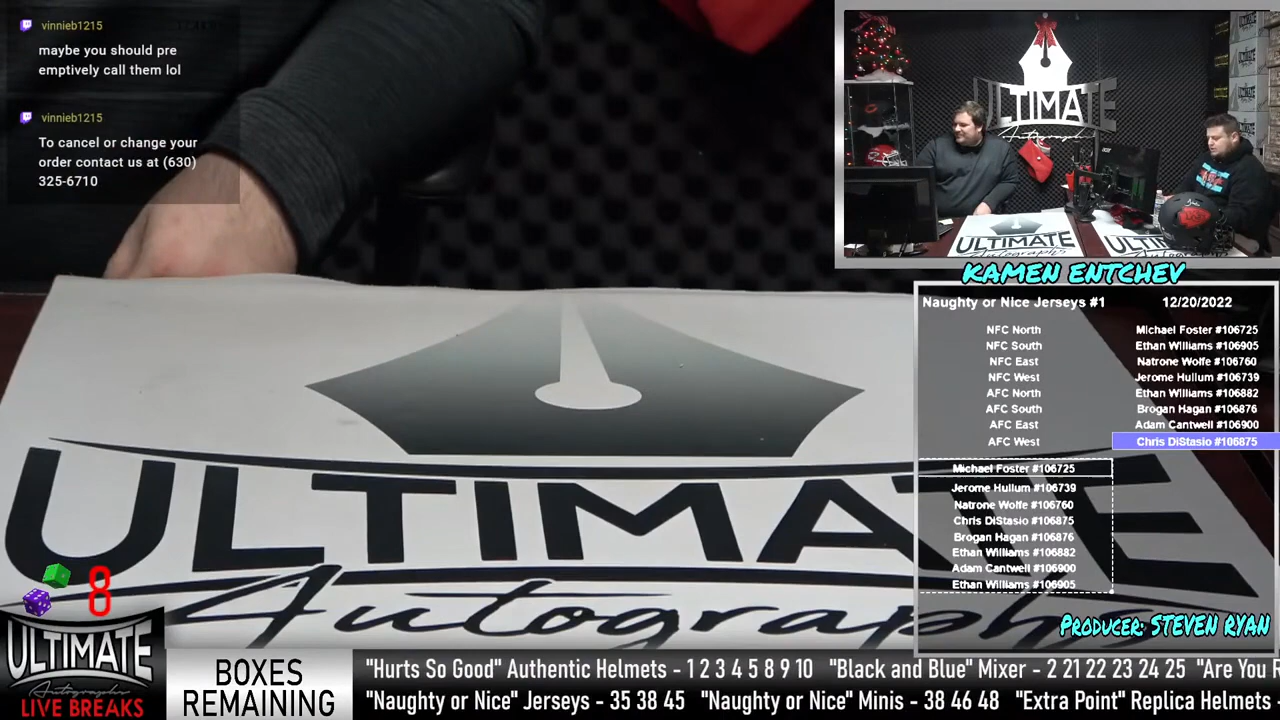 vinnieb1215
maybe you should pre
emptively call them lol
vinnieb1215
To cancel or change your
order contact us at (630)
325-6710
ULTIMATE
Autographs
ULTIMATE
Autographs
KAMEN ENTCHEV
Naughty or Nice Jerseys #1 12/20/2022
NFC North Michael Foster #106725
NFC South Ethan Williams #106905
NFC East Natrone Wolfe #106760
NFC West Jerome Hullum #106739
AFC North Ethan Williams #106882
AFC South Brogan Hagan #106876
AFC East Adam Cantwell #106900
AFC West Chris DiStasio #106875
Michael Foster #106725
Jerome Hullum #106739
Natrone Wolfe #106760
Chris DiStasio #106875
Brogan Hagan #106876
Ethan Williams #106882
Adam Cantwell #106900
Ethan Williams #106905
ULTIMATE
Autographs
Producer: STEVEN RYAN
8
ULTIMATE
Autographs
LIVE BREAKS
BOXES
REMAINING
"Hurts So Good" Authentic Helmets - 1 2 3 4 5 8 9 10 "Black and Blue" Mixer - 2 21 22 23 24 25 "Are You
"Naughty or Nice" Jerseys - 35 38 45 "Naughty or Nice" Minis - 38 46 48 "Extra Point" Replica Helmets